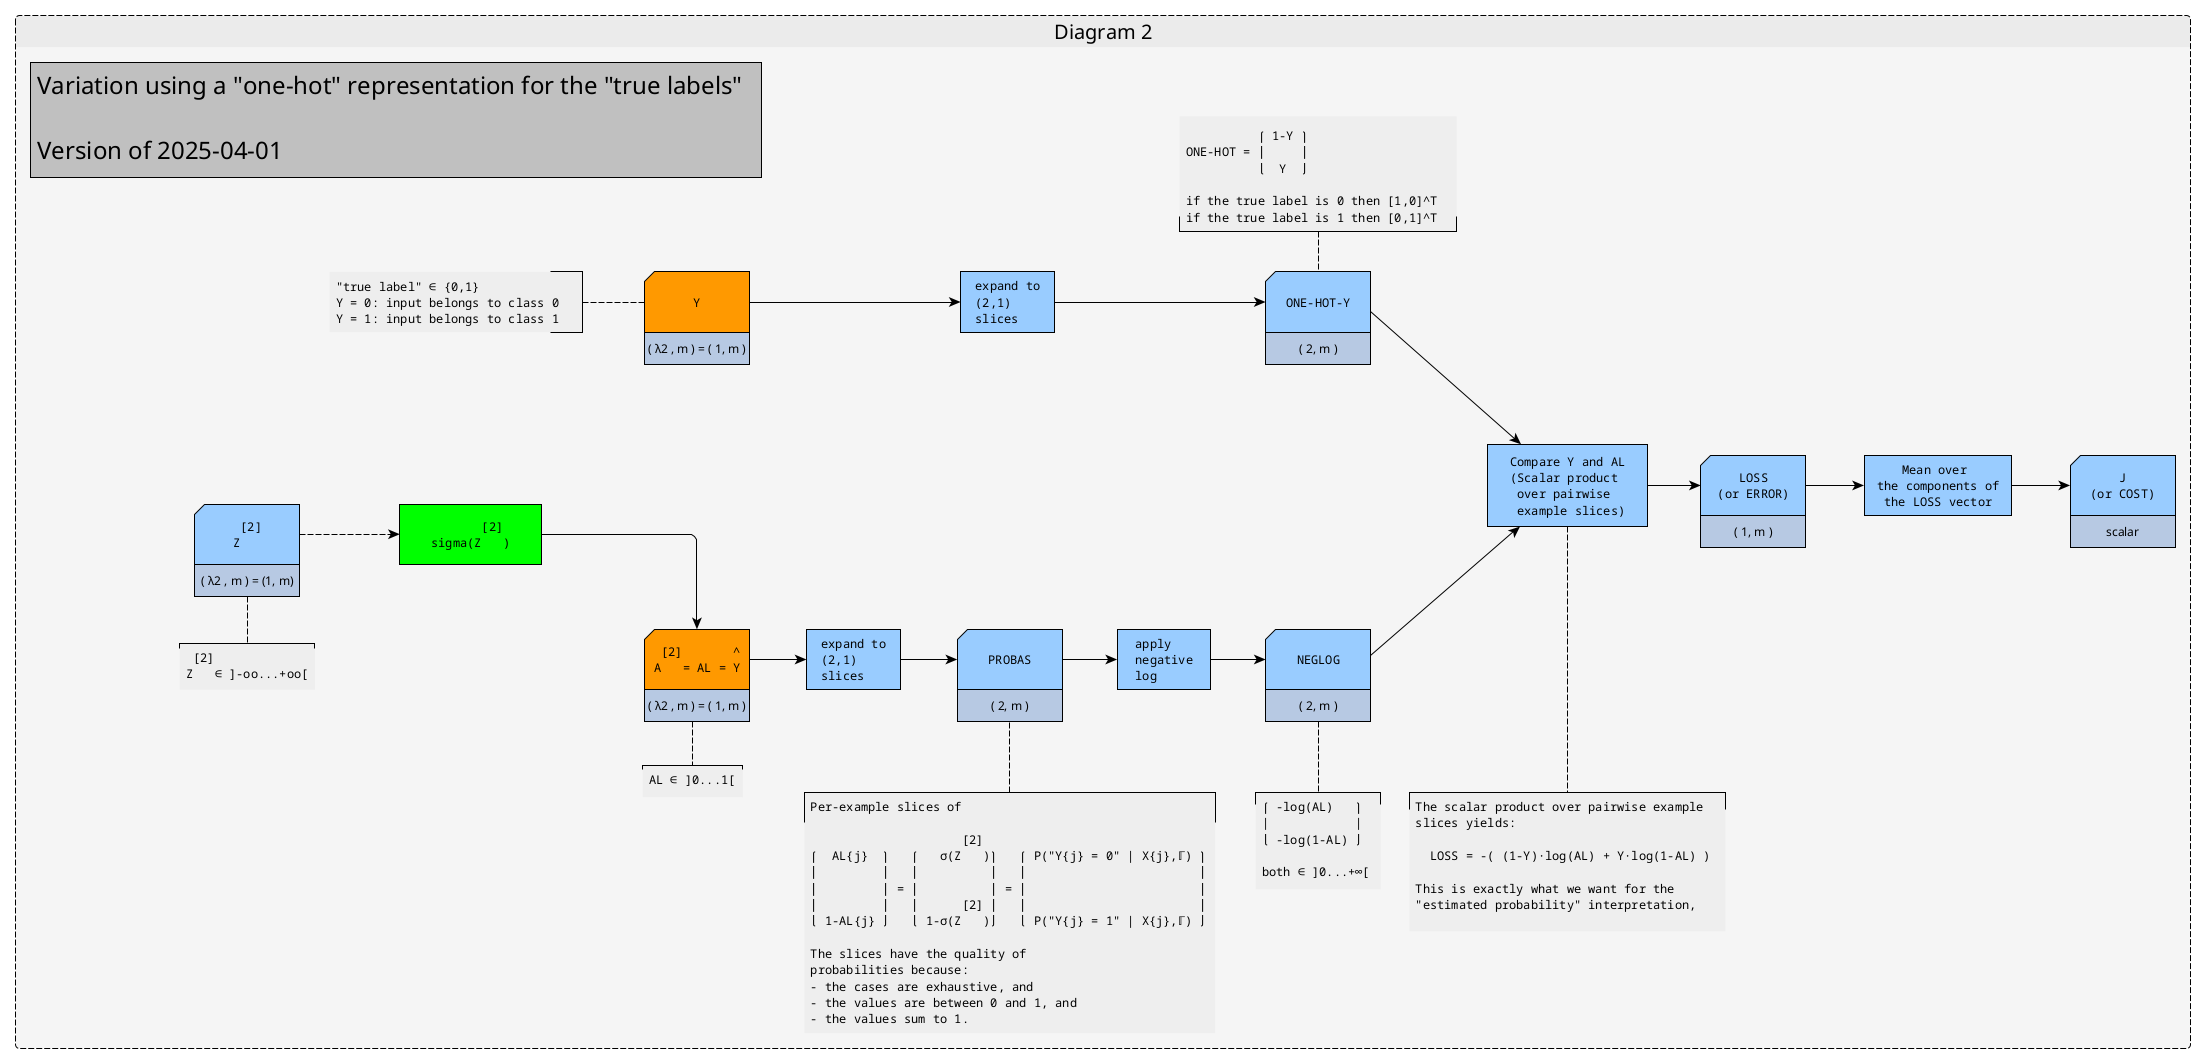 Diagram 2
Variation using a "one-hot" representation for the "true labels"
Version of 2025-04-01
⌈ 1-Y ⌉
ONE-HOT = |     |
⌊  Y  ⌋
if the true label is 0 then [1,0]^T
if the true label is 1 then [0,1]^T
"true label" ∈ {0,1}
Y = 0: input belongs to class 0
Y = 1: input belongs to class 1
Y
( λ2 , m ) = ( 1, m )
expand to
(2,1)
slices
ONE-HOT-Y
( 2, m )
Compare Y and AL
(Scalar product
over pairwise
example slices)
LOSS
(or ERROR)
( 1, m )
Mean over
the components of
the LOSS vector
J
(or COST)
scalar
[2]
Z
( λ2 , m ) = (1, m)
[2]
sigma(Z   )
[2]
Z   ∈ ]-oo...+oo[
[2]       ^
A   = AL = Y
( λ2 , m ) = ( 1, m )
AL ∈ ]0...1[
expand to
(2,1)
slices
PROBAS
( 2, m )
apply
negative
log
NEGLOG
( 2, m )
Per-example slices of
[2]
⌈  AL{j}  ⌉   ⌈   σ(Z   )⌉   ⌈ P("Y{j} = 0" | X{j},Γ) ⌉
|         |   |          |   |                        |
|         | = |          | = |                        |
|         |   |      [2] |   |                        |
⌊ 1-AL{j} ⌋   ⌊ 1-σ(Z   )⌋   ⌊ P("Y{j} = 1" | X{j},Γ) ⌋
The slices have the quality of
probabilities because:
- the cases are exhaustive, and
- the values are between 0 and 1, and
- the values sum to 1.
⌈ -log(AL)   ⌉
|            |
⌊ -log(1-AL) ⌋
both ∈ ]0...+∞[
The scalar product over pairwise example
slices yields:
LOSS = -( (1-Y)·log(AL) + Y·log(1-AL) )
This is exactly what we want for the
"estimated probability" interpretation,